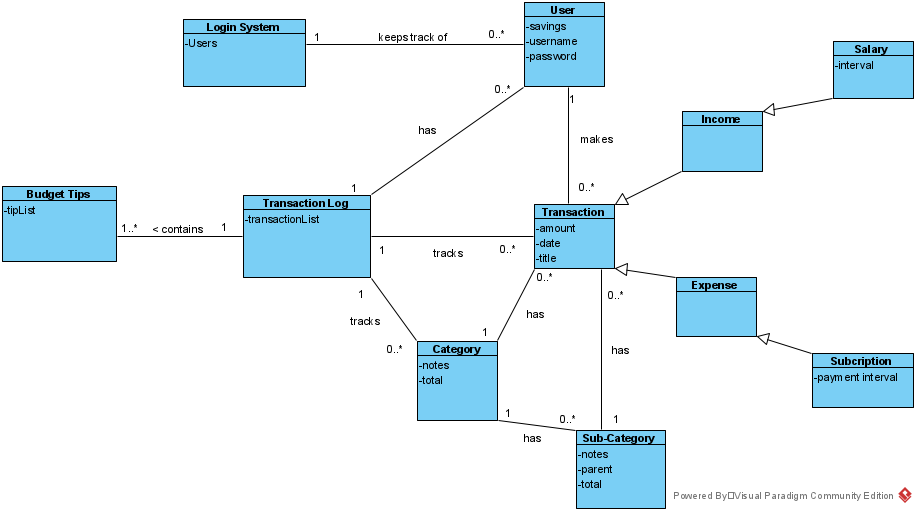 User
-savings
-username
-password
Login System
-Users
1
keeps track of
0..*
Salary
-interval
0..*
1
Income
has
makes
1
0..*
Budget Tips
-tipList
Transaction Log
-transactionList
Transaction
-amount
-date
-title
1..*
< contains
1
1
tracks
0..*
0..*
0..*
Expense
1
tracks
0..*
has
1
has
Category
-notes
-total
Subcription
-payment interval
1
0..*
1
has
Sub-Category
-notes
-parent
-total
Powered By□Visual Paradigm Community Edition